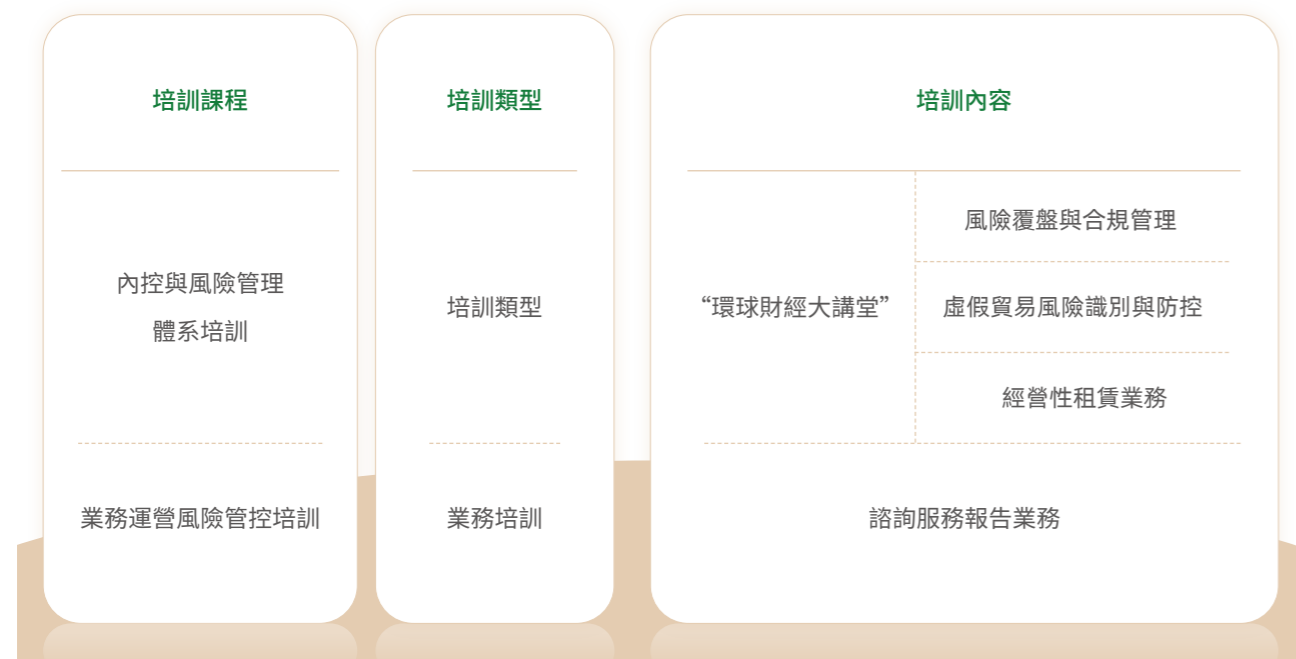 培訓課程
培訓類型
培訓內容
內控與風險管理
體系培訓
培訓類型
“環球財經大講堂”
風險覆盤與合規管理
虛假貿易風險識別與防控
經營性租賃業務
業務運營風險管控培訓
業務培訓
諮詢服務報告業務